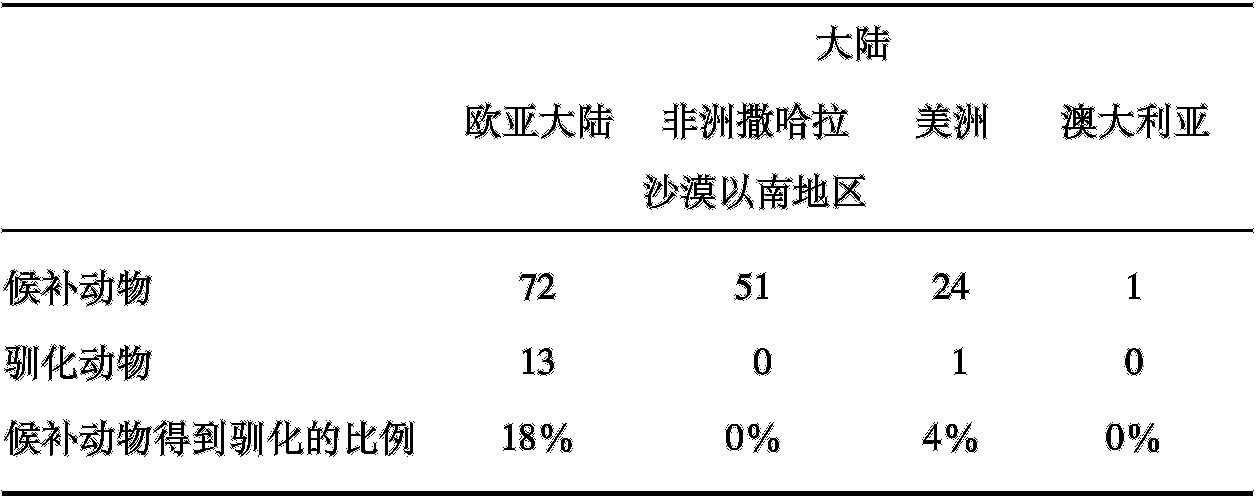 大陆
欧亚大陆 非洲撒哈拉 美洲 澳大利亚
沙漠以南地区
候补动物 72 51 24 1
驯化动物 13 0 1 0
候补动物得到驯化的比例 18% 0% 4% 0%